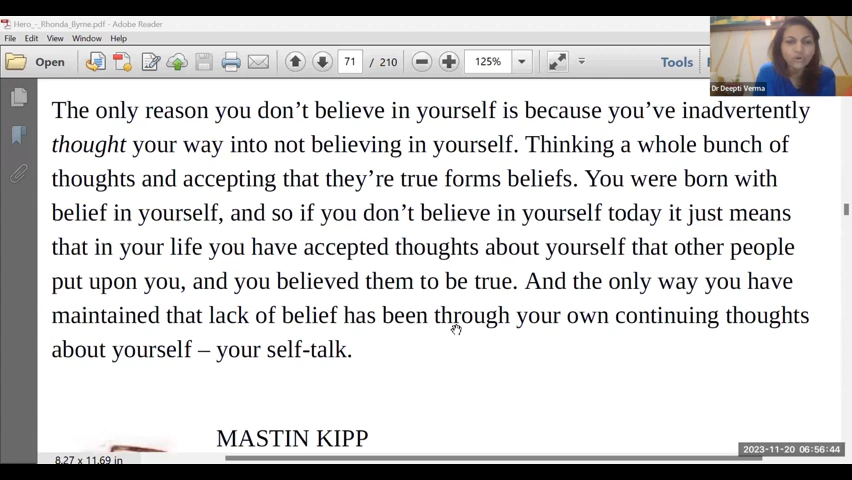 Hero_-_Rhonda_Byrne.pdf - Adobe Reader
File Edit View Window Help
Open 71 / 210 125% Tools
Dr Deepti Verma
The only reason you don’t believe in yourself is because you’ve inadvertently
thought your way into not believing in yourself. Thinking a whole bunch of
thoughts and accepting that they’re true forms beliefs. You were born with
belief in yourself, and so if you don’t believe in yourself today it just means
that in your life you have accepted thoughts about yourself that other people
put upon you, and you believed them to be true. And the only way you have
maintained that lack of belief has been through your own continuing thoughts
about yourself – your self-talk.
MASTIN KIPP
2023-11-20 06:56:44
8.27 x 11.69 in